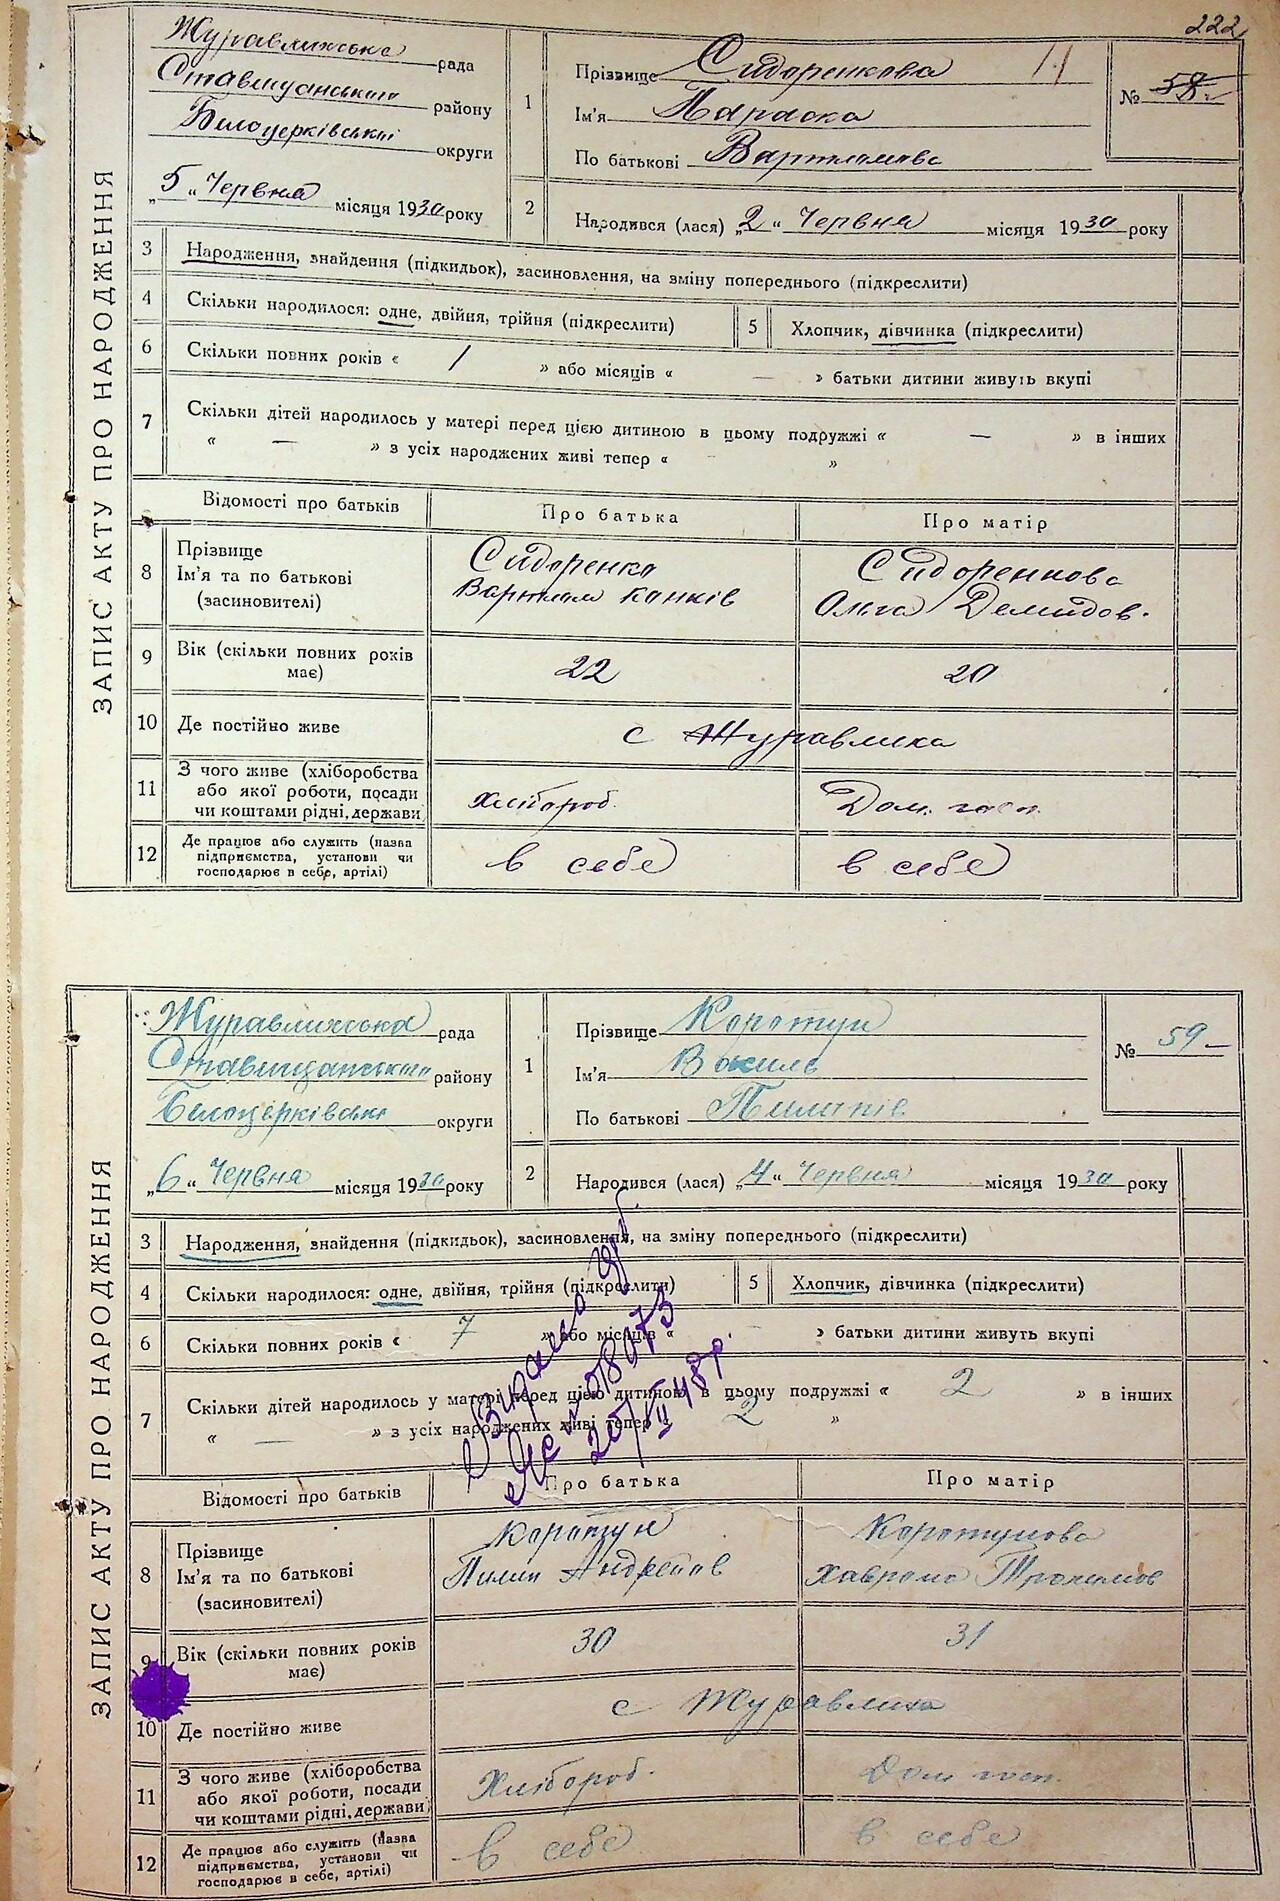 222
ЗАПИС АКТУ ПРО НАРОДЖЕННЯ
Журавлихська рада
Ставищанського району
Білоцерківської округи
„5“ Червня місяця 1930 року
1 Прізвище Сидоренкова
Ім'я Параска
По батькові Вартламова
№ 58
2 Народився (лася) „2“ Червня місяця 1930 року
3 Народження, знайдення (підкидьок), засиновлення, на зміну попереднього (підкреслити)
4 Скільки народилося: одне, двійня, трійня (підкреслити)
5 Хлопчик, дівчинка (підкреслити)
6 Скільки повних років « 1 » або місяців « — » батьки дитини живуть вкупі
7 Скільки дітей народилось у матері перед цією дитиною в цьому подружжі « — » в інших
« — » з усіх народжених живі тепер « - »
Відомості про батьків Про батька Про матір
8 Прізвище
Ім'я та по батькові
(засиновителі)
Сидоренко
Вартлам
Сидоренкова
Ольга Демидов.
9 Вік (скільки повних років
має)
22
20
10 Де постійно живе
с Журавлиха
11 З чого живе (хліборобства
або якої роботи, посади
чи коштами рідні, держави
Хлібороб.
Дом. госп.
12 Де працює або служить (назва
підприємства, установи чи
господарює в себе, артілі)
в себе
в себе
ЗАПИС АКТУ ПРО НАРОДЖЕННЯ
Журавлихська рада
Ставищанського району
Білоцерківської округи
„6“ Червня місяця 1930 року
1 Прізвище Коротун
Ім'я Василь
По батькові Пилипів
№ 59
2 Народився (лася) „4“ Червня місяця 1930 року
3 Народження, знайдення (підкидьок), засиновлення, на зміну попереднього (підкреслити)
4 Скільки народилося: одне, двійня, трійня (підкреслити)
5 Хлопчик, дівчинка (підкреслити)
6 Скільки повних років « 7 » або місяців « - » батьки дитини живуть вкупі
7 Скільки дітей народилось у матері перед цією дитиною в цьому подружжі « 2 » в інших
« — » з усіх народжених живі тепер « 2 »
Відомості про батьків Про батька Про матір
8 Прізвище
Ім'я та по батькові
(засиновителі)
Коротун
Пилип Андреїов
Коротунова
Хаврона Трохимов
9 Вік (скільки повних років
має)
30
31
10 Де постійно живе
с Журавлиха
11 З чого живе (хліборобства
або якої роботи, посади
чи коштами рідні, держави
Хлібороб.
Дом. госп.
12 Де працює або служить (назва
підприємства, установи чи
господарює в себе, артілі)
в себе
в себе